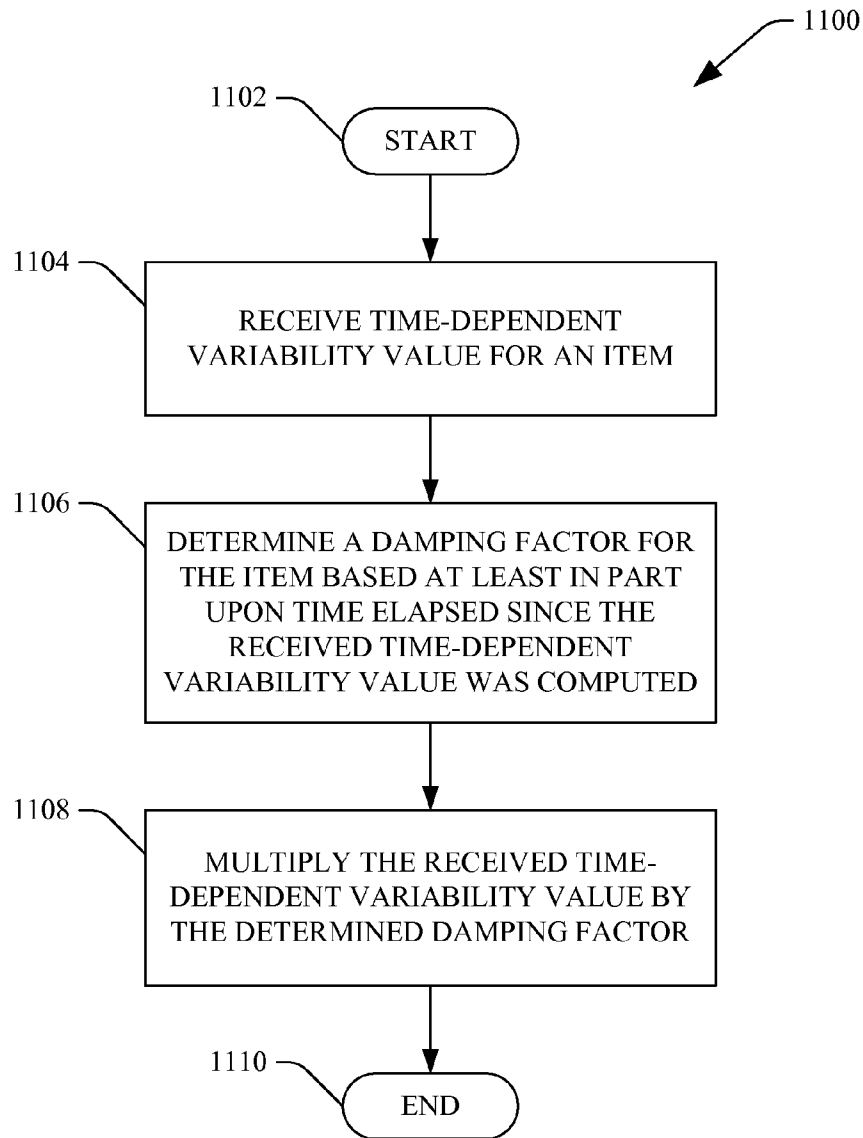 1100
1102
START
1104
RECEIVE TIME-DEPENDENT
VARIABILITY VALUE FOR AN ITEM
1106
DETERMINE A DAMPING FACTOR FOR
THE ITEM BASED AT LEAST IN PART
UPON TIME ELAPSED SINCE THE
RECEIVED TIME-DEPENDENT
VARIABILITY VALUE WAS COMPUTED
1108
MULTIPLY THE RECEIVED TIME-
DEPENDENT VARIABILITY VALUE BY
THE DETERMINED DAMPING FACTOR
1110
END